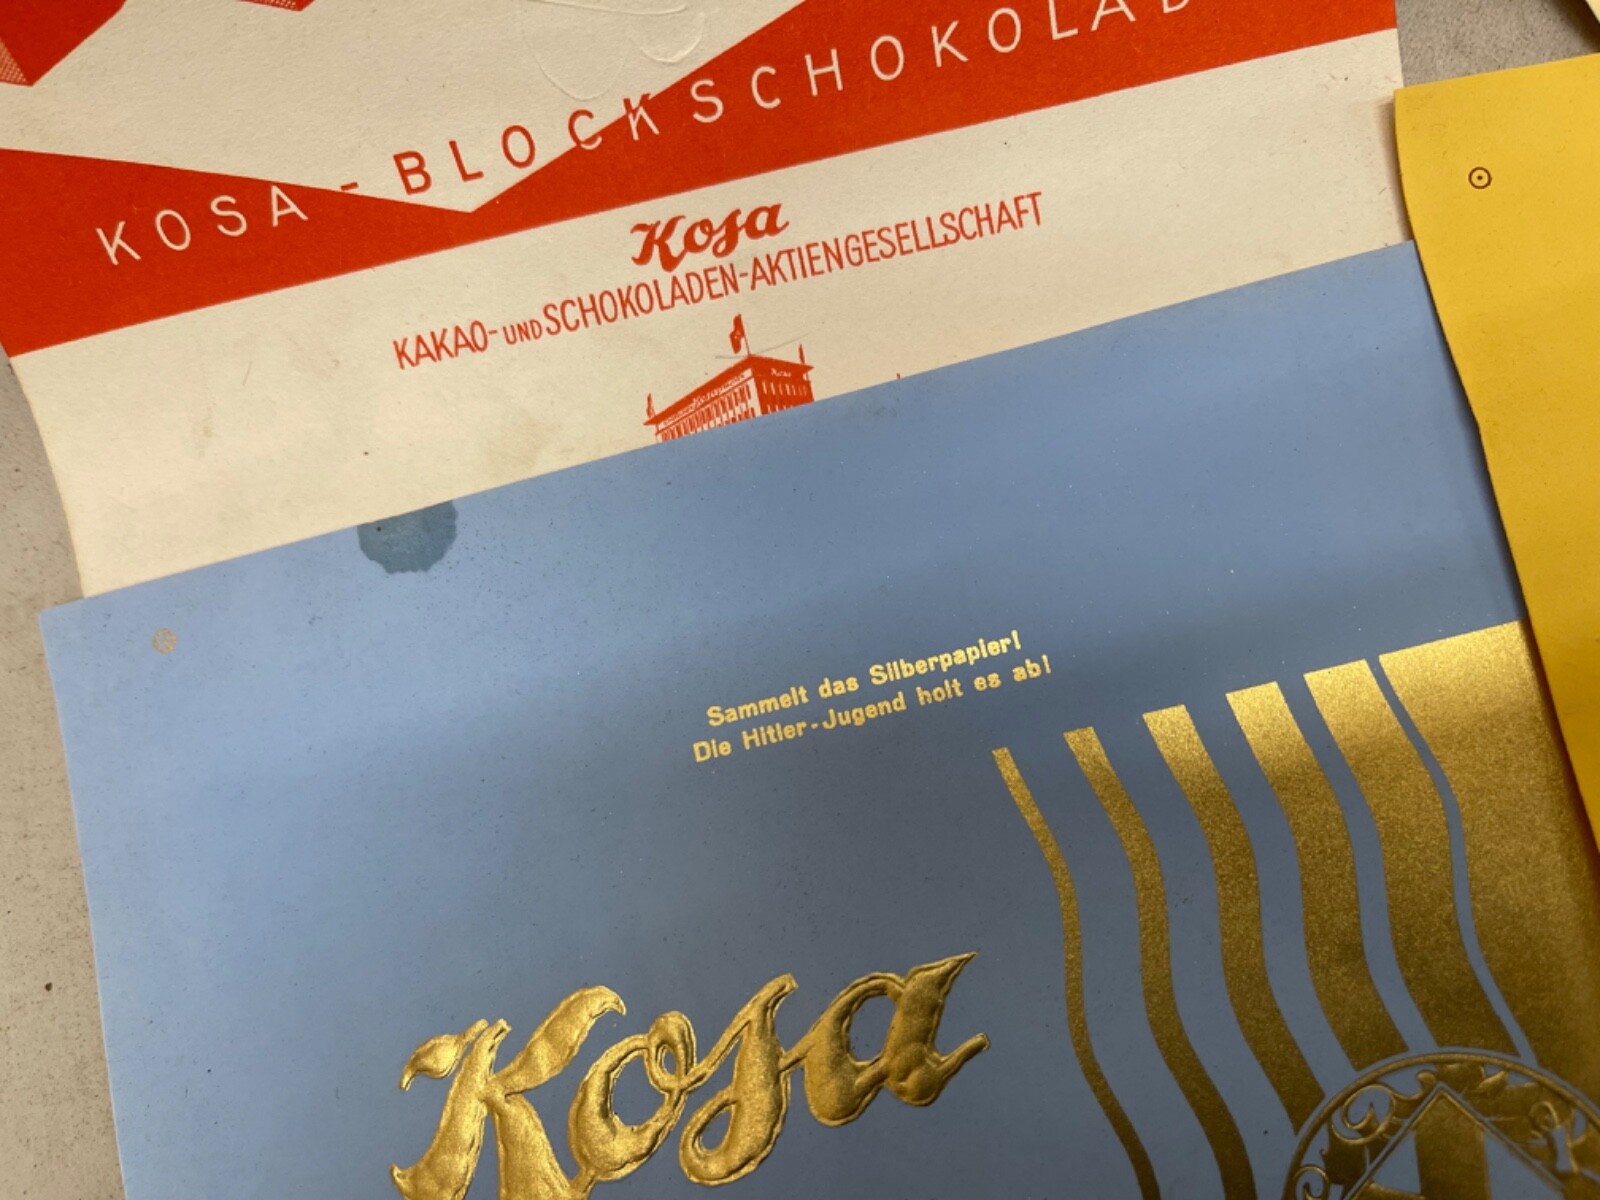 KOSA-BLOCKSCHOKOLAD
Kosa
KAKAO- UND SCHOKOLADEN-AKTIENGESELLSCHAFT
Sammelt das Silberpapier!
Die Hitler-Jugend holt es ab!
Kosa